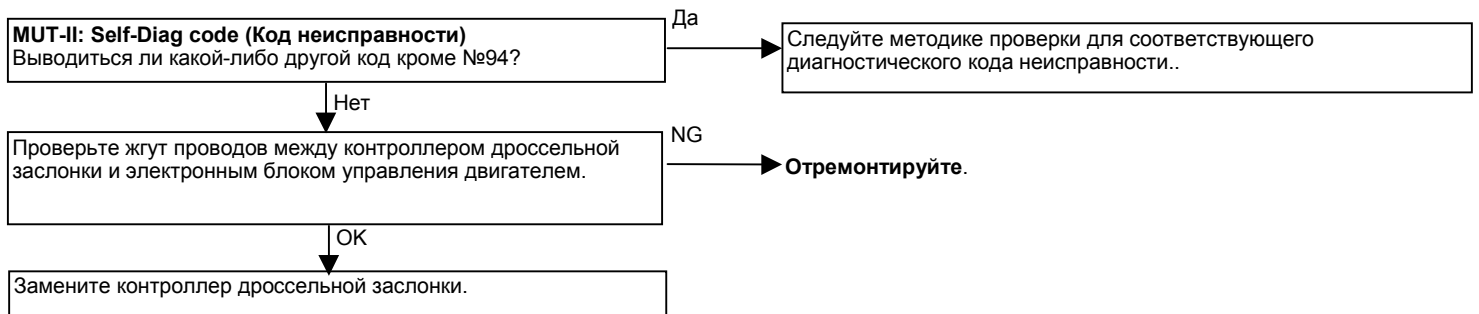 MUT-II: Self-Diag code (Код неисправности)
Выводиться ли какой-либо другой код кроме №94?
Да
Следуйте методике проверки для соответствующего
диагностического кода неисправности..
Нет
Проверьте жгут проводов между контроллером дроссельной
заслонки и электронным блоком управления двигателем.
NG
Отремонтируйте.
OK
Замените контроллер дроссельной заслонки.